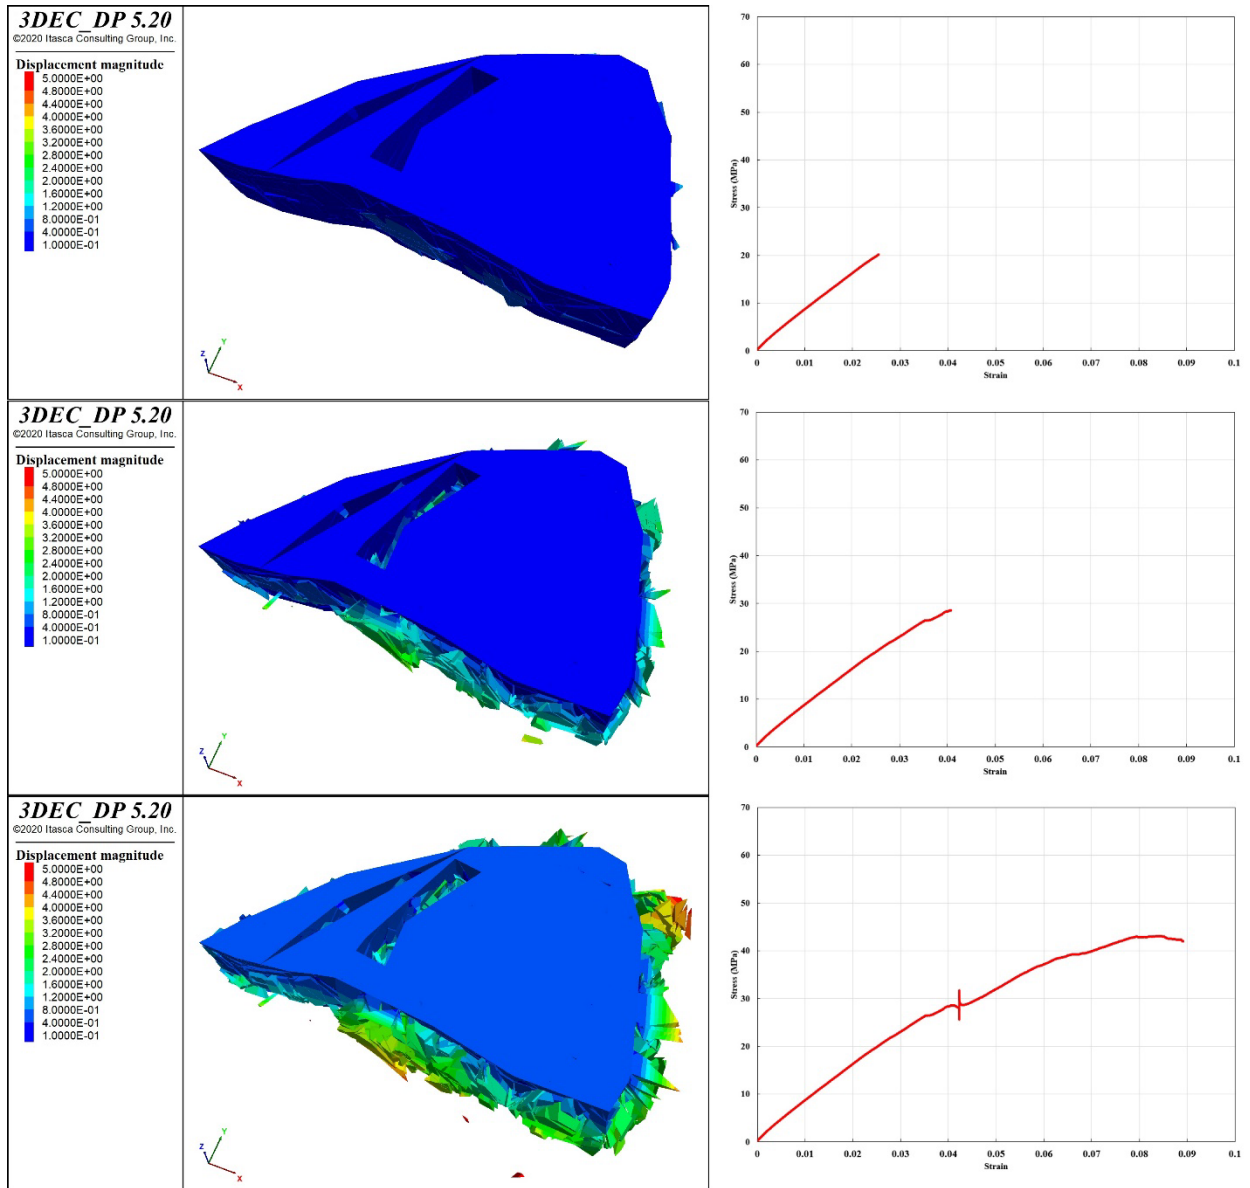 3DEC_DP 5.20
©2020 Itasca Consulting Group, Inc.
Displacement magnitude
5.0000E+00
4.8000E+00
4.4000E+00
4.0000E+00
3.6000E+00
3.2000E+00
2.8000E+00
2.4000E+00
2.0000E+00
1.6000E+00
1.2000E+00
8.0000E-01
4.0000E-01
1.0000E-01
Z
Y
X
70
60
50
40
30
20
10
0
Stress (MPa)
0 0.01 0.02 0.03 0.04 0.05 0.06 0.07 0.08 0.09 0.1
Strain
3DEC_DP 5.20
©2020 Itasca Consulting Group, Inc.
Displacement magnitude
5.0000E+00
4.8000E+00
4.4000E+00
4.0000E+00
3.6000E+00
3.2000E+00
2.8000E+00
2.4000E+00
2.0000E+00
1.6000E+00
1.2000E+00
8.0000E-01
4.0000E-01
1.0000E-01
Z
Y
X
70
60
50
40
30
20
10
0
Stress (MPa)
0 0.01 0.02 0.03 0.04 0.05 0.06 0.07 0.08 0.09 0.1
Strain
3DEC_DP 5.20
©2020 Itasca Consulting Group, Inc.
Displacement magnitude
5.0000E+00
4.8000E+00
4.4000E+00
4.0000E+00
3.6000E+00
3.2000E+00
2.8000E+00
2.4000E+00
2.0000E+00
1.6000E+00
1.2000E+00
8.0000E-01
4.0000E-01
1.0000E-01
Z
Y
X
70
60
50
40
30
20
10
0
Stress (MPa)
0 0.01 0.02 0.03 0.04 0.05 0.06 0.07 0.08 0.09 0.1
Strain